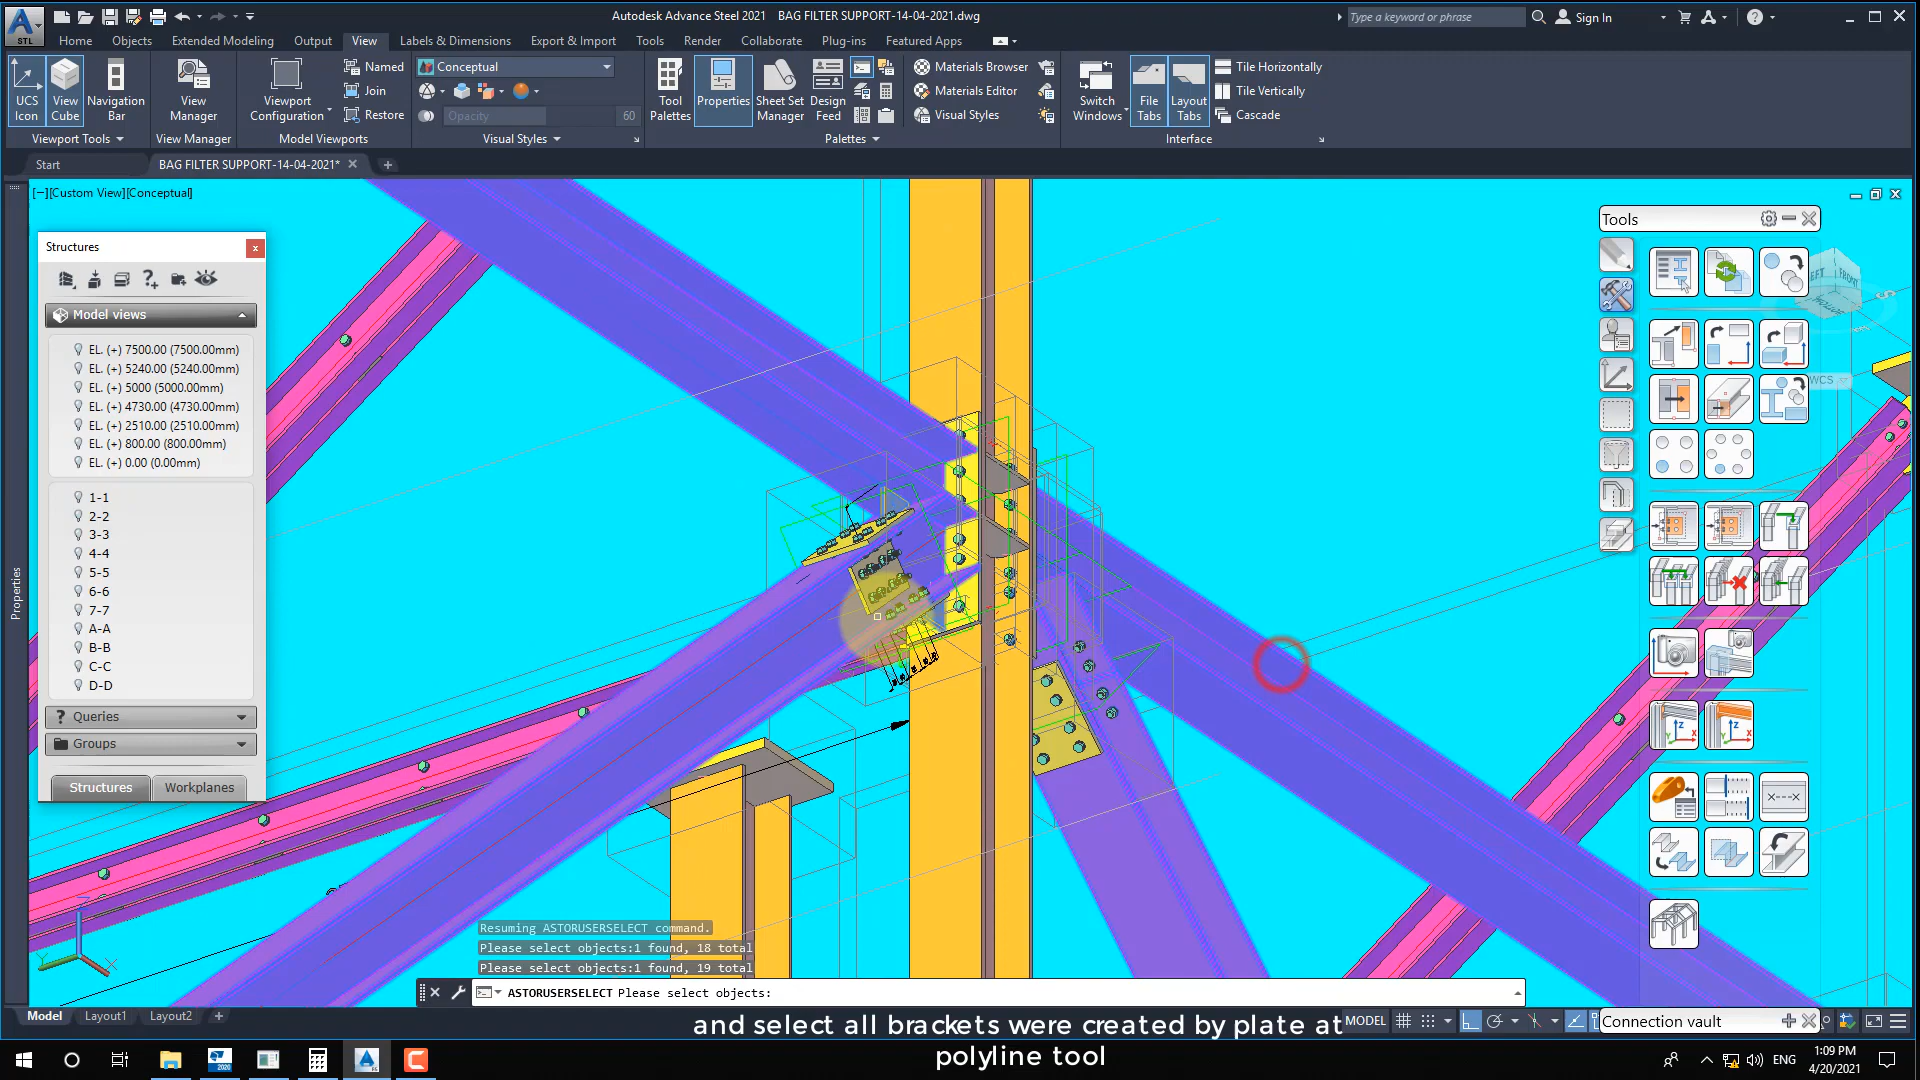 Autodesk Advance Steel 2021 BAG FILTER SUPPORT-14-04-2021.dwg
Type a keyword or phrase
Sign In
STL
Home Objects Extended Modeling Output View Labels & Dimensions Export & Import Tools Render Collaborate Plug-ins Featured Apps
UCS Icon
View Cube
Navigation Bar
Viewport Tools
View Manager
View Manager
Viewport Configuration
Named
Join
Restore
Model Viewports
Conceptual
Opacity 60
Visual Styles
Tool Palettes
Properties
Sheet Set Manager
Design Feed
Materials Browser
Materials Editor
Visual Styles
Palettes
Switch Windows
File Tabs
Layout Tabs
Tile Horizontally
Tile Vertically
Cascade
Interface
Start
BAG FILTER SUPPORT-14-04-2021*
[−][Custom View][Conceptual]
Structures
Model views
EL. (+) 7500.00 (7500.00mm)
EL. (+) 5240.00 (5240.00mm)
EL. (+) 5000 (5000.00mm)
EL. (+) 4730.00 (4730.00mm)
EL. (+) 2510.00 (2510.00mm)
EL. (+) 800.00 (800.00mm)
EL. (+) 0.00 (0.00mm)
1-1
2-2
3-3
4-4
5-5
6-6
7-7
A-A
B-B
C-C
D-D
Queries
Groups
Structures Workplanes
Properties
Tools
LEFT FRONT
WCS
Resuming ASTORUSERSELECT command.
Please select objects:1 found, 18 total
Please select objects:1 found, 19 total
ASTORUSERSELECT Please select objects:
Model Layout1 Layout2
MODEL
Connection vault
and select all brackets were created by plate at
polyline tool
ENG
1:09 PM
4/20/2021